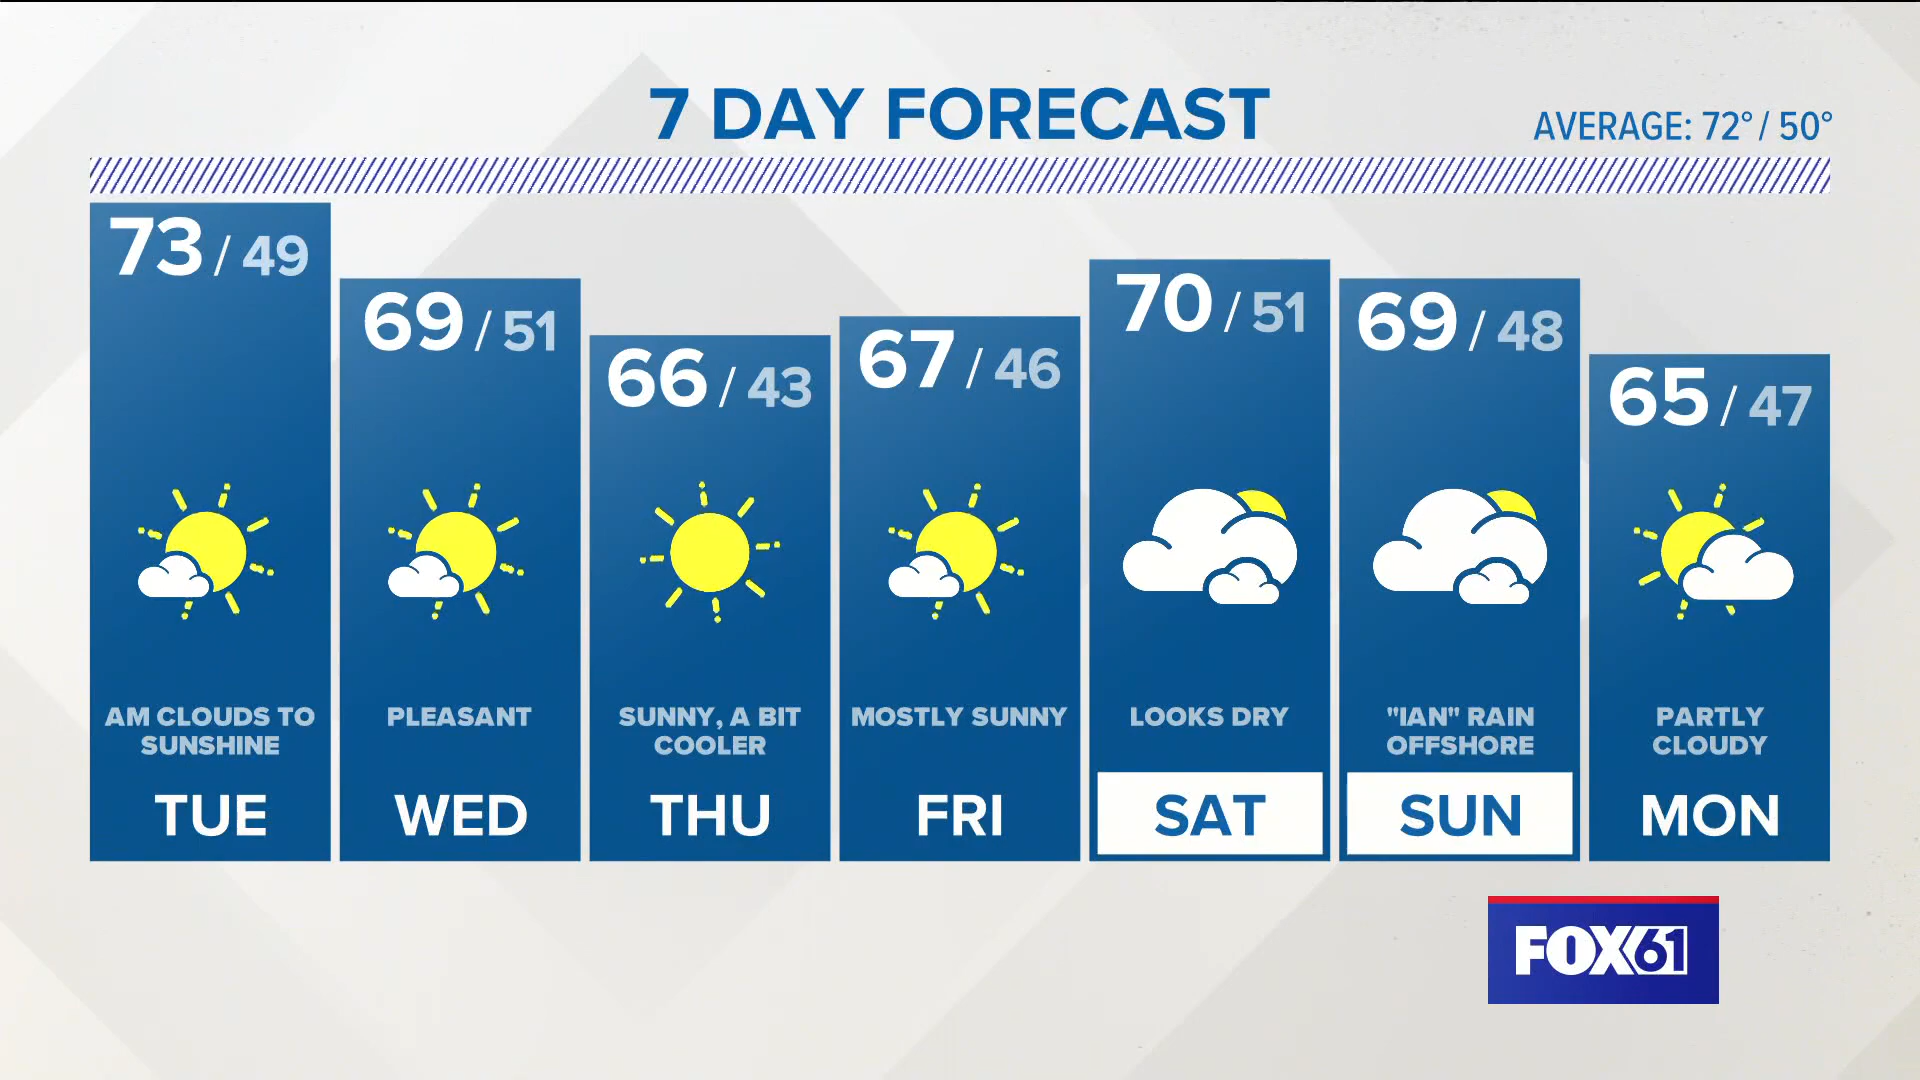 7 DAY FORECAST
AVERAGE: 72°/ 50°
73 / 49
AM CLOUDS TO
SUNSHINE
TUE
69 / 51
PLEASANT
WED
66 / 43
SUNNY, A BIT
COOLER
THU
67 / 46
MOSTLY SUNNY
FRI
70 / 51
LOOKS DRY
SAT
69 / 48
"IAN" RAIN
OFFSHORE
SUN
65 / 47
PARTLY
CLOUDY
MON
FOX61